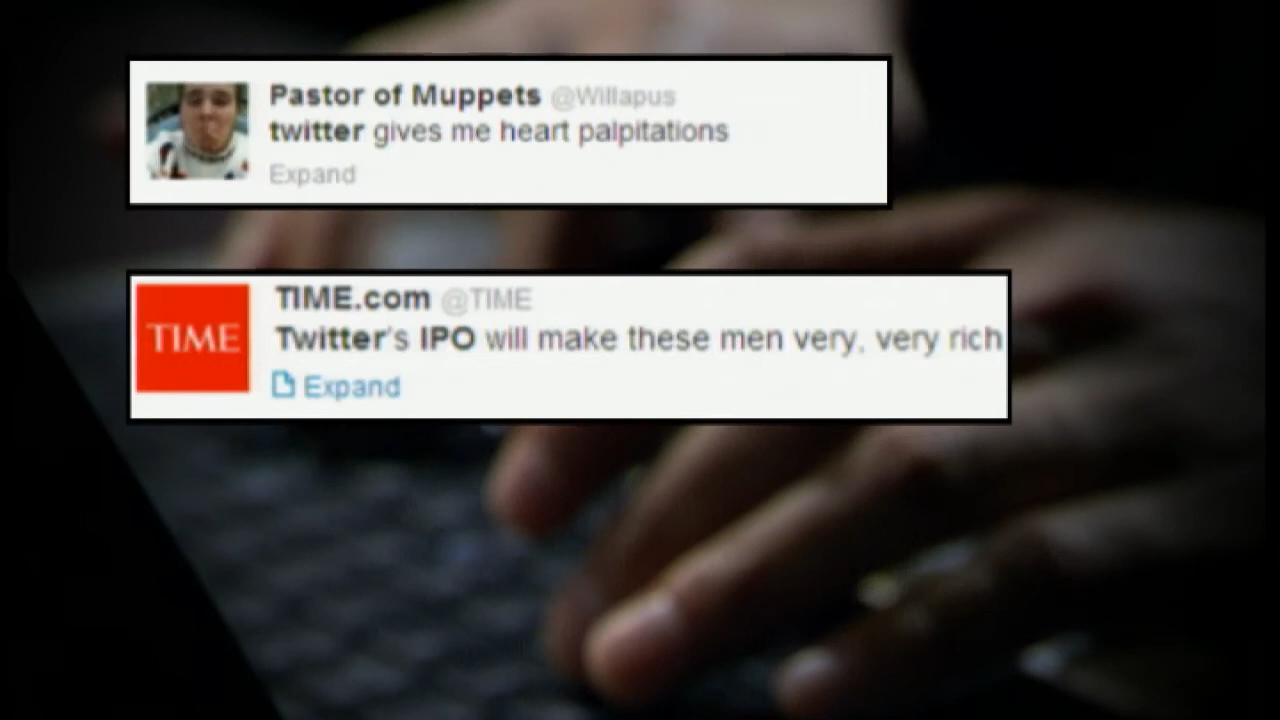 Pastor of Muppets @Willapus
twitter gives me heart palpitations
Expand
TIME
TIME.com @TIME
Twitter's IPO will make these men very, very rich
Expand